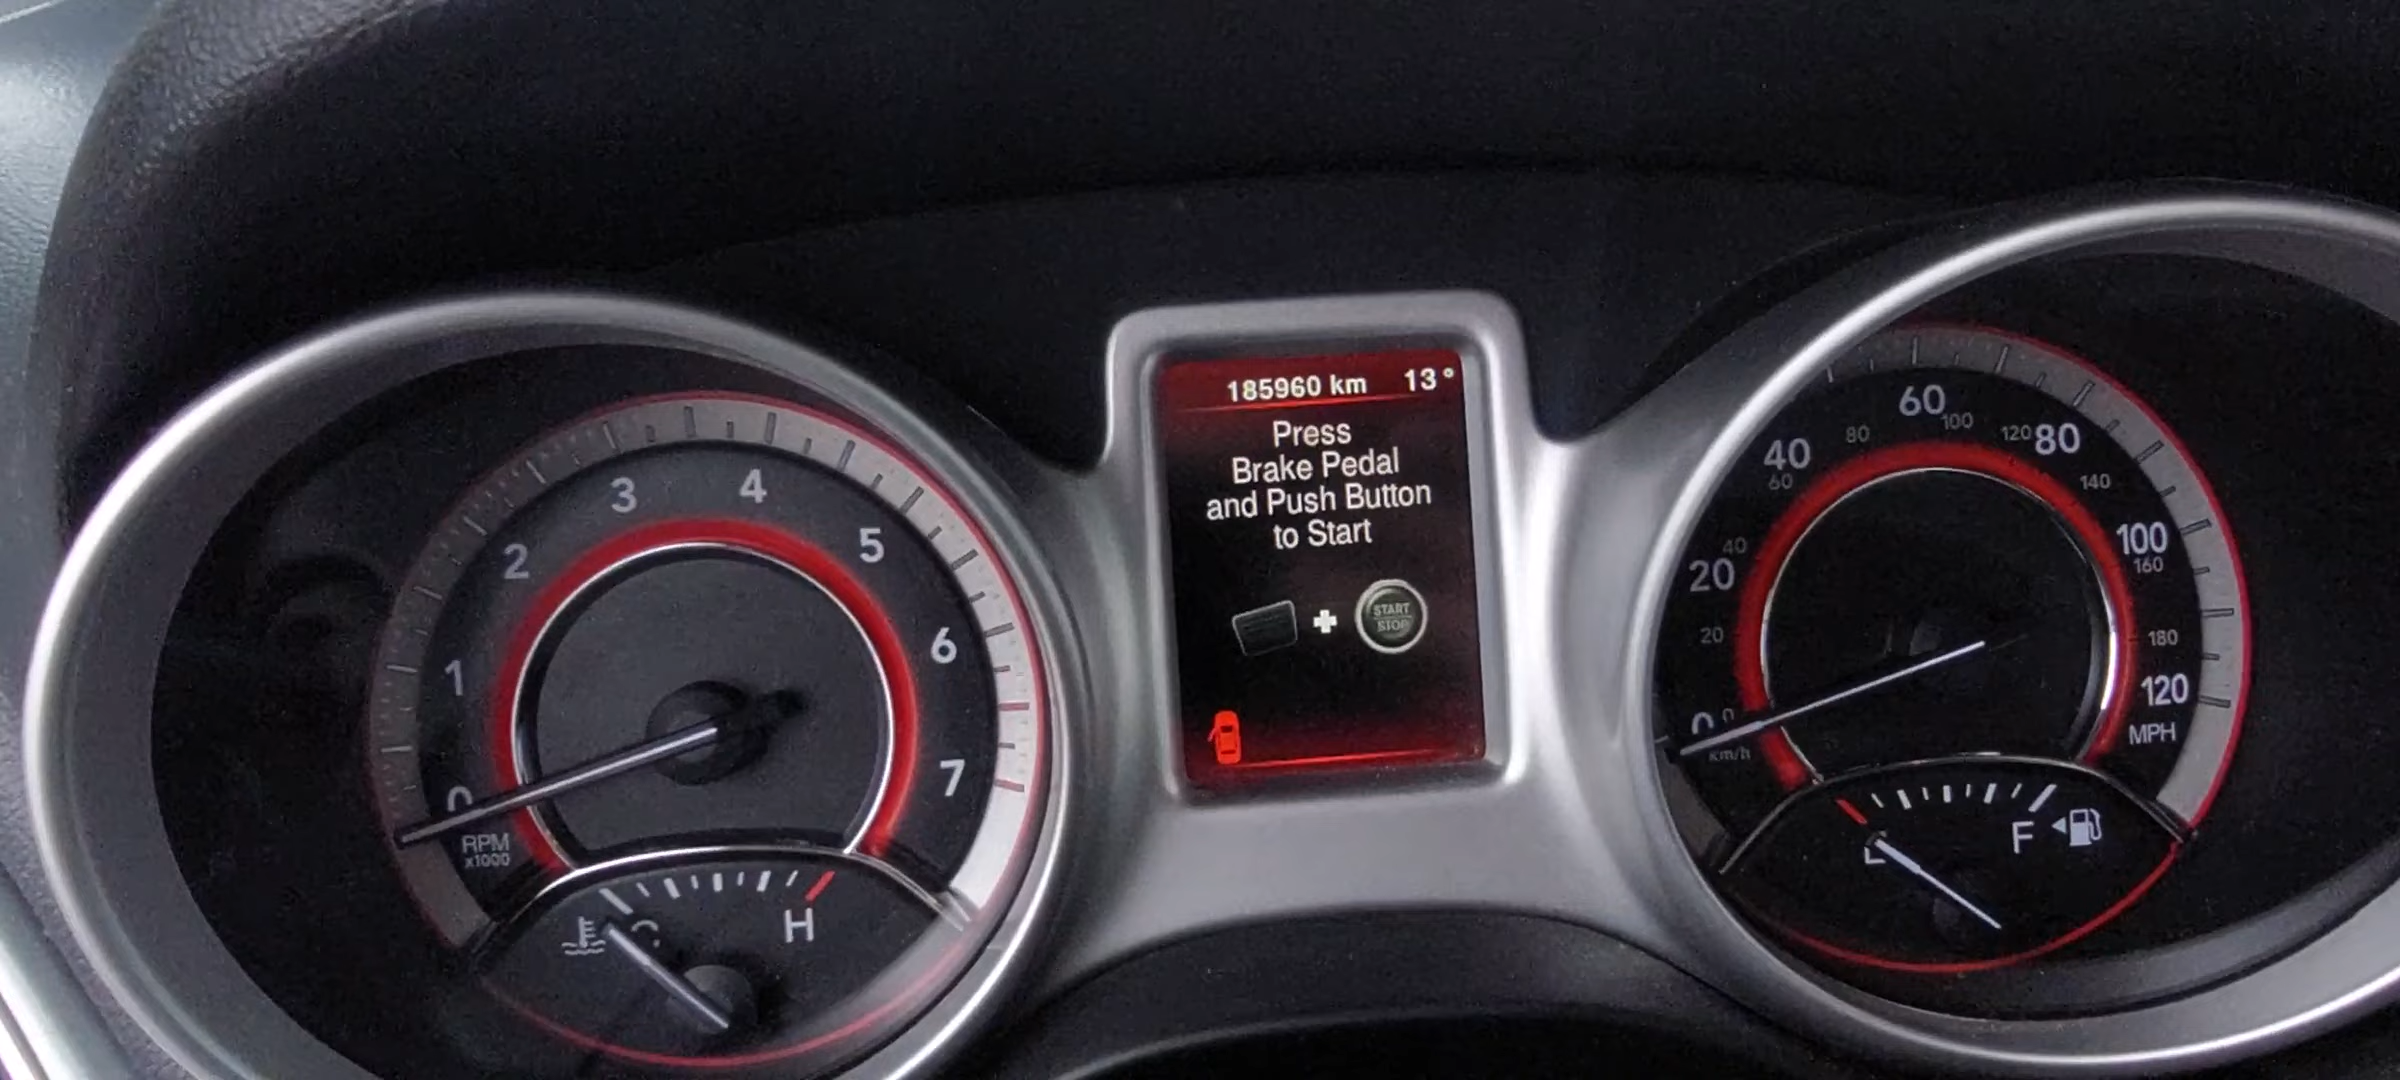 185960 km 13°
Press
Brake Pedal
and Push Button
to Start
START
STOP
0
1
2
3
4
5
6
7
RPM
x1000
H
0
20
40
60
80
100
120
MPH
0
20
40
60
80
100
120
140
160
180
km/h
F